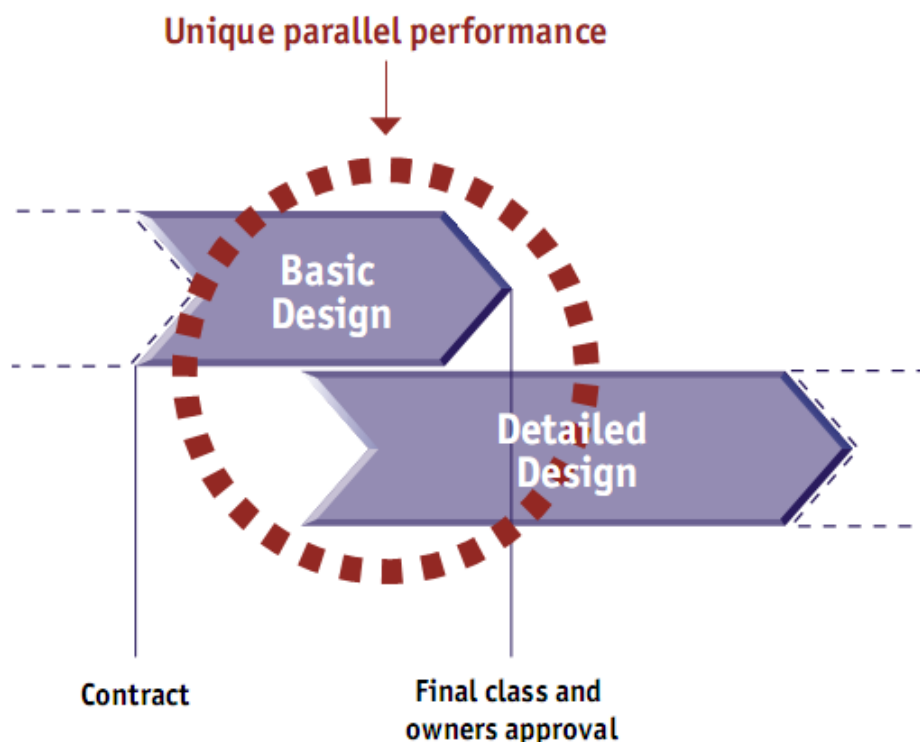 Unique parallel performance
Basic
Design
Detailed
Design
Contract
Final class and
owners approval